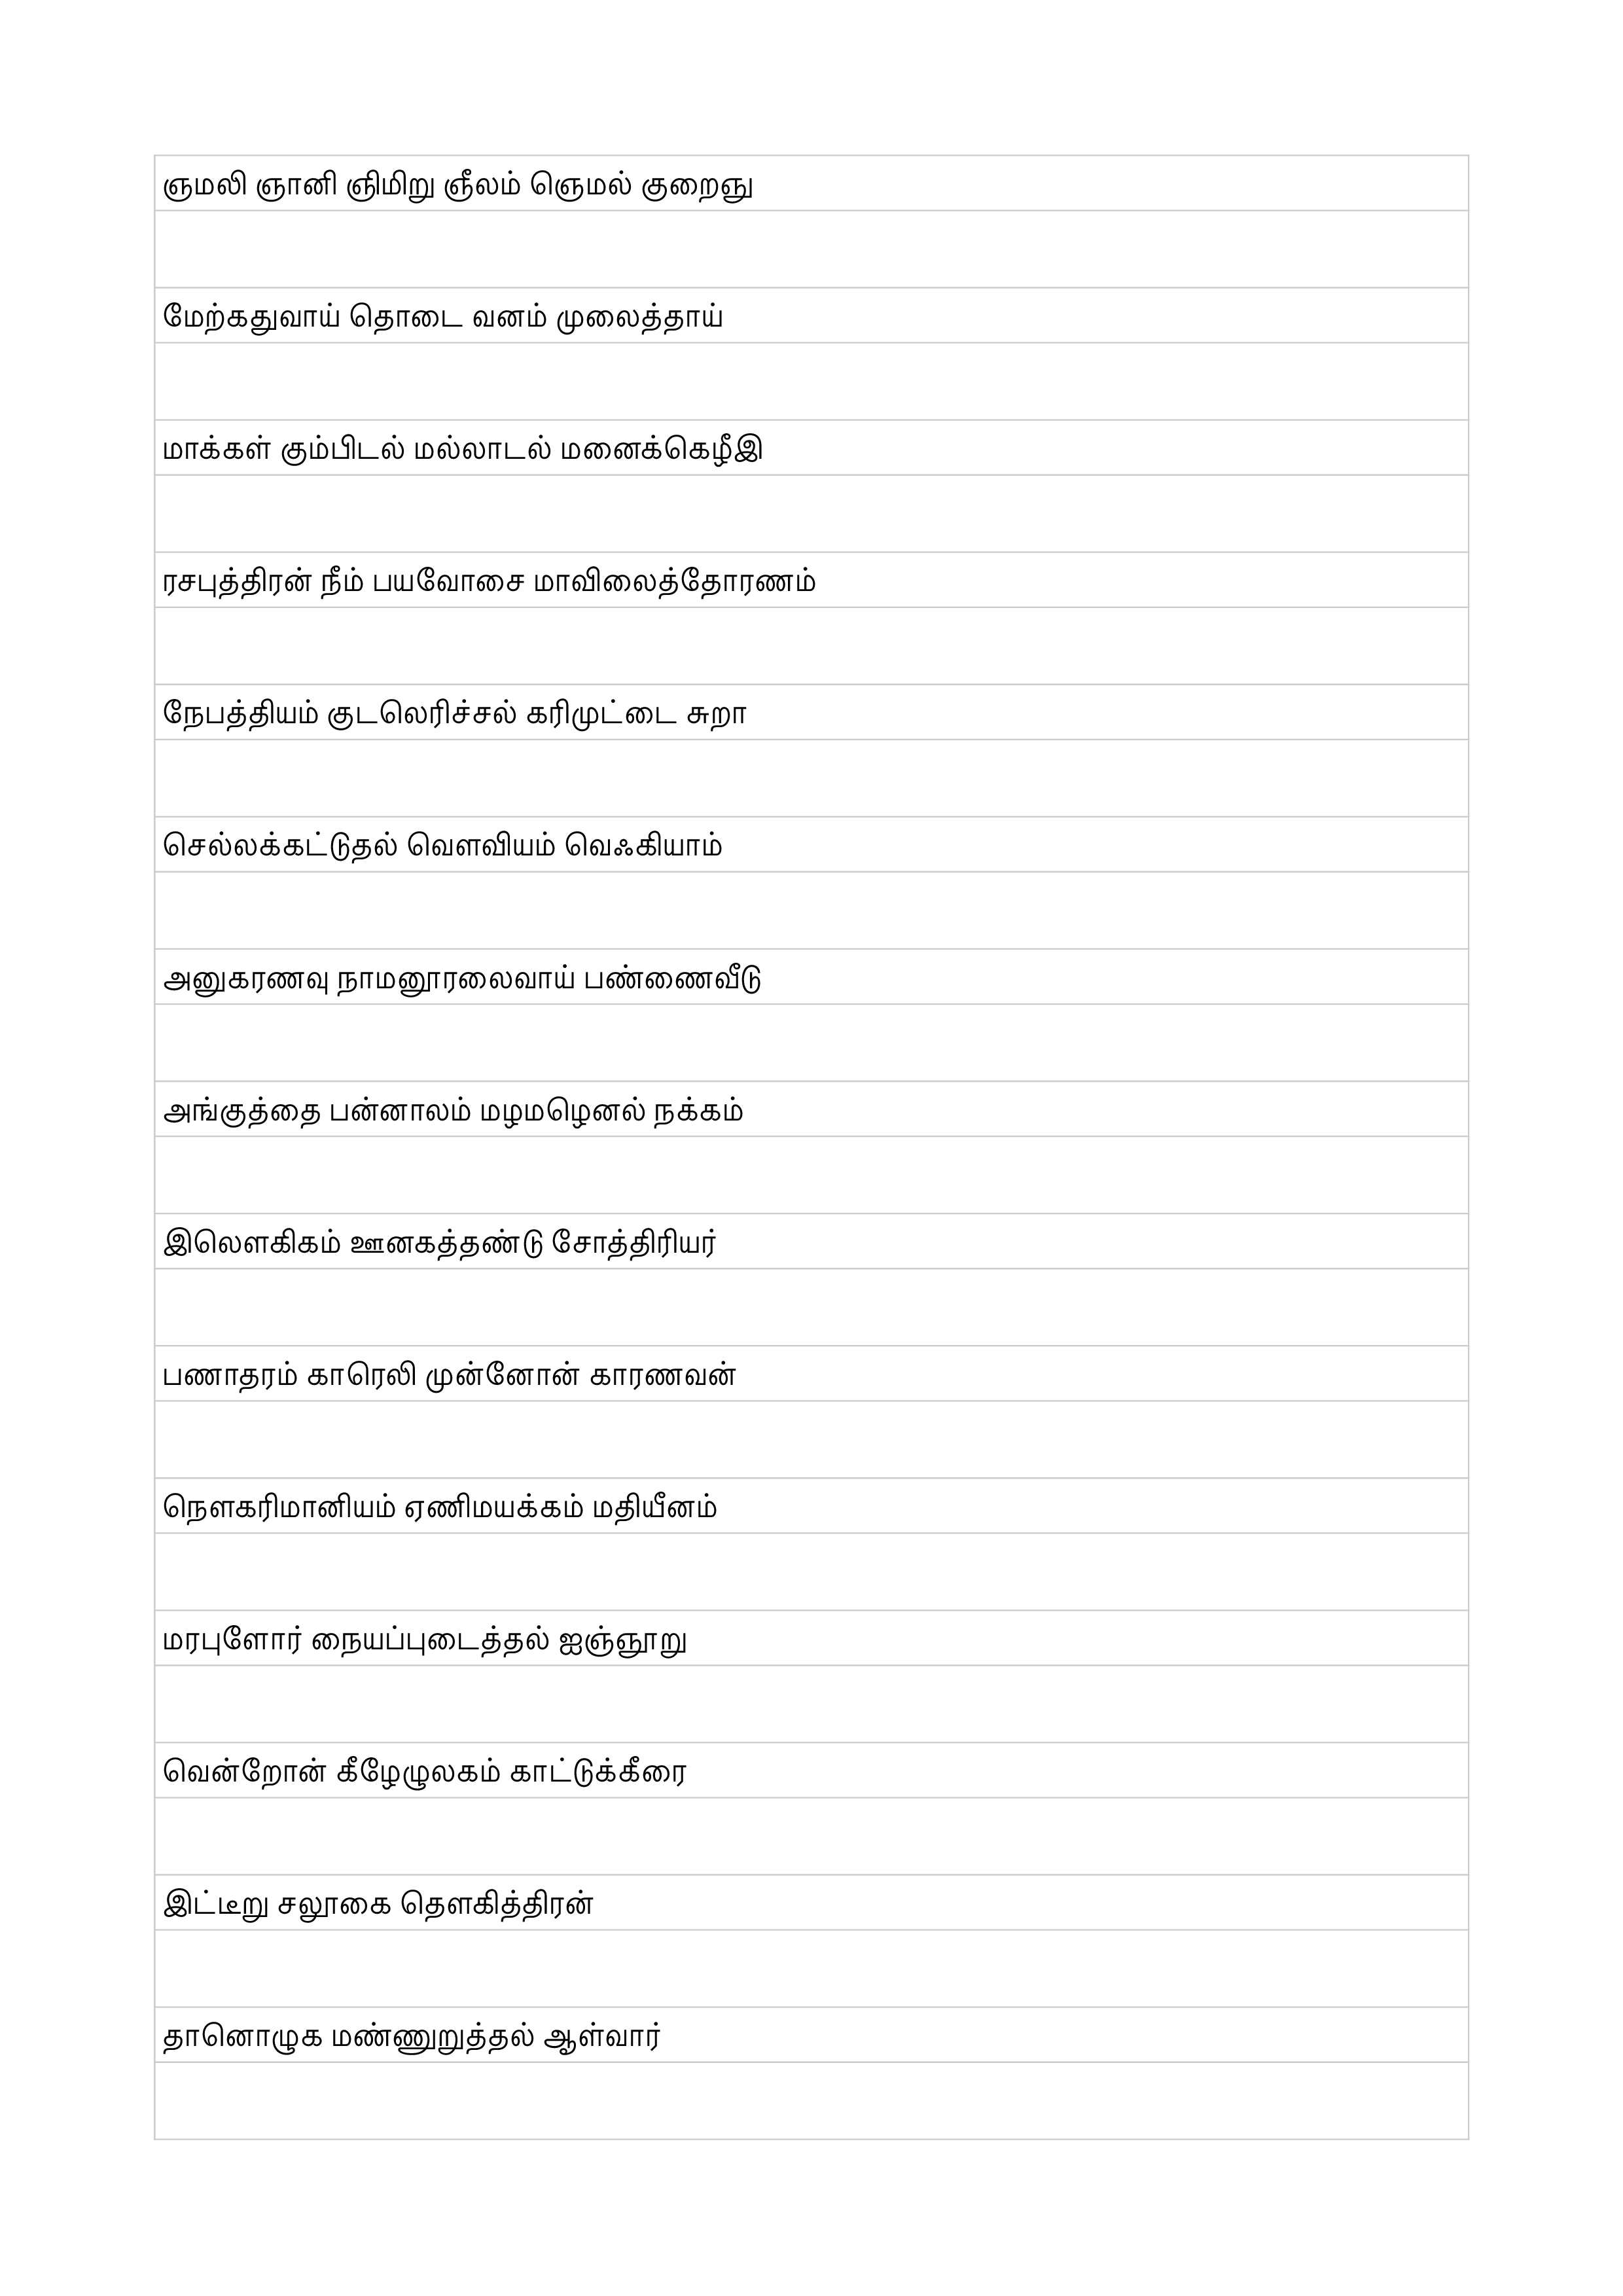 ஞமலி ஞானி ஞிமிறு ஞீலம் ஞெமல் குறைஞு
மேற்கதுவாய் தொடை வனம் முலைத்தாய்
மாக்கள் கும்பிடல் மல்லாடல் மனைக்கெழீஇ
ரசபுத்திரன் நீம் பயவோசை மாவிலைத்தோரணம்
நேபத்தியம் குடலெரிச்சல் கரிமுட்டை சுறா
செல்லக்கட்டுதல் வௌவியம் வெஃகியாம்
அனுகரணவு நாமனூரலைவாய் பண்ணைவீடு
அங்குத்தை பன்னாலம் மழமழெனல் நக்கம்
இலௌகிகம் ஊனகத்தண்டு சோத்திரியர்
பணாதரம் காரெலி முன்னோன் காரணவன்
நௌகரிமானியம் ஏணிமயக்கம் மதியீனம்
மரபுளோர் நையப்புடைத்தல் ஐஞ்ஞூறு
வென்றோன் கீழேழுலகம் காட்டுக்கீரை
இட்டீறு சலூகை தௌகித்திரன்
தானொழுக மண்ணுறுத்தல் ஆள்வார்